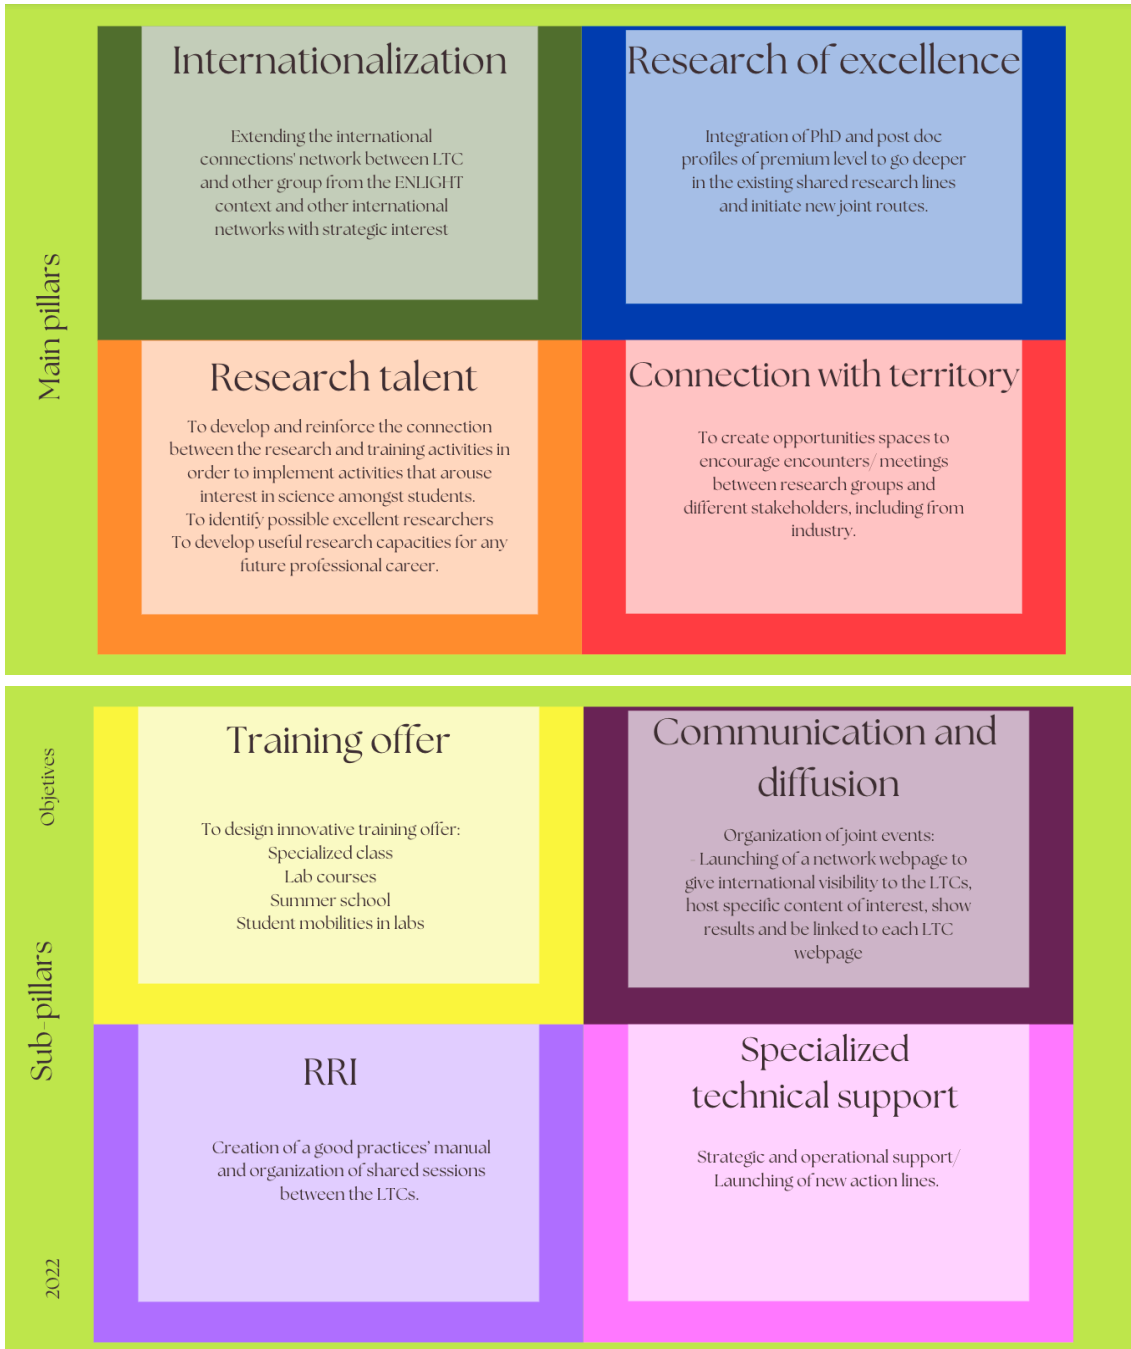 Main pillars
Internationalization
Extending the international
connections' network between LTC
and other group from the ENLIGHT
context and other international
networks with strategic interest
Research of excellence
Integration of PhD and post doc
profiles of premium level to go deeper
in the existing shared research lines
and initiate new joint routes.
Research talent
To develop and reinforce the connection
between the research and training activities in
order to implement activities that arouse
interest in science amongst students.
To identify possible excellent researchers
To develop useful research capacities for any
future professional career.
Connection with territory
To create opportunities spaces to
encourage encounters/ meetings
between research groups and
different stakeholders, including from
industry.
Objetives
Sub-pillars
2022
Training offer
To design innovative training offer:
Specialized class
Lab courses
Summer school
Student mobilities in labs
Communication and
diffusion
Organization of joint events:
- Launching of a network webpage to
give international visibility to the LTCs,
host specific content of interest, show
results and be linked to each LTC
webpage
RRI
Creation of a good practices’ manual
and organization of shared sessions
between the LTCs.
Specialized
technical support
Strategic and operational support/
Launching of new action lines.